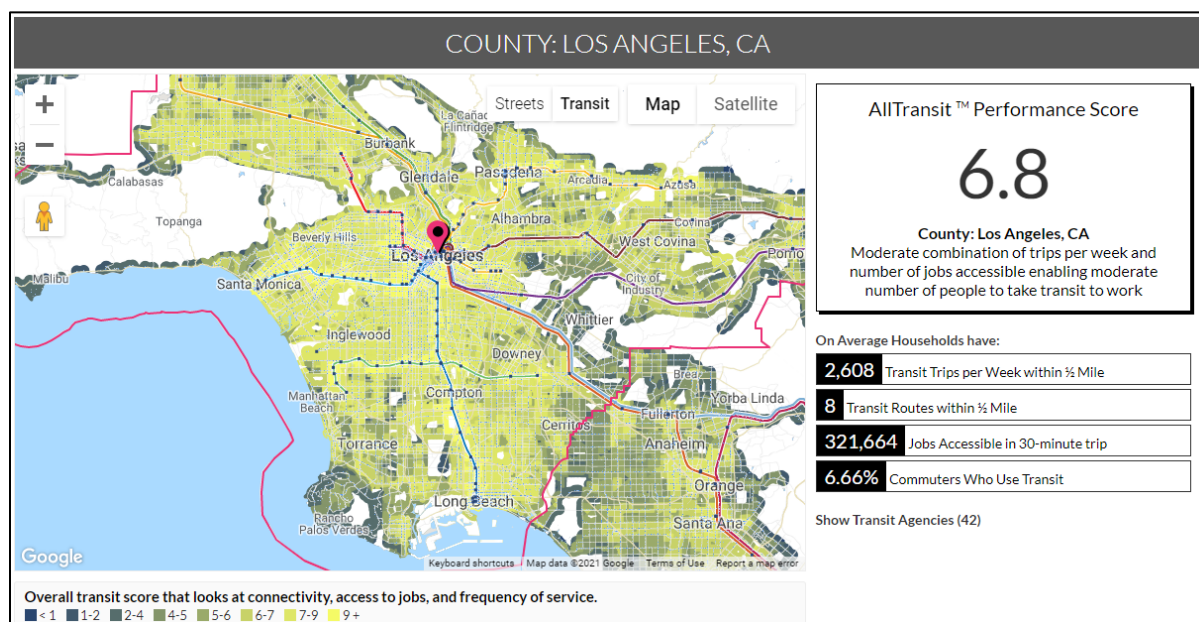 COUNTY: LOS ANGELES, CA
+
−
Streets
Transit
Map
Satellite
La Cañac
Flintridge
Burbank
Glendale
Pasadena
Arcadia
Azusa
Calabasas
Topanga
Alhambra
Covina
Beverly Hills
West Covina
Los Angeles
Pomo
Malibu
Santa Monica
City of
Industry
Whittier
Inglewood
Downey
Brea
Manhattan
Beach
Compton
Yorba Linda
Fullerton
Cerritos
Torrance
Anaheim
Orange
Long Beach
Rancho
Palos Verdes
Santa Ana
Google
Keyboard shortcuts
Map data ©2021 Google
Terms of Use
Report a map error
Overall transit score that looks at connectivity, access to jobs, and frequency of service.
< 1 1-2 2-4 4-5 5-6 6-7 7-9 9 +
AllTransit ™ Performance Score
6.8
County: Los Angeles, CA
Moderate combination of trips per week and
number of jobs accessible enabling moderate
number of people to take transit to work
On Average Households have:
2,608 Transit Trips per Week within ½ Mile
8 Transit Routes within ½ Mile
321,664 Jobs Accessible in 30-minute trip
6.66% Commuters Who Use Transit
Show Transit Agencies (42)